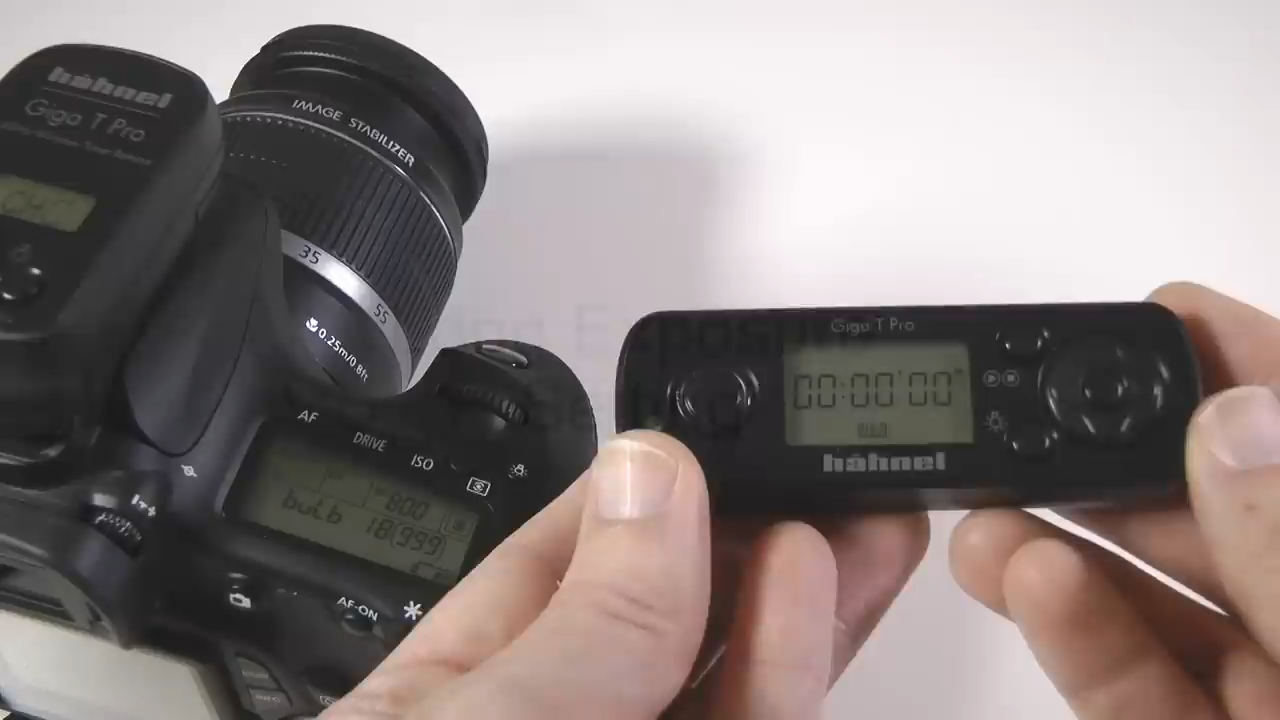 hähnel
Giga T Pro
IMAGE STABILIZER
35
55
0.25m/0.8ft
AF
DRIVE
ISO
800
bulb 18(999)
AF-ON
Giga T Pro
00:00'00"
hähnel